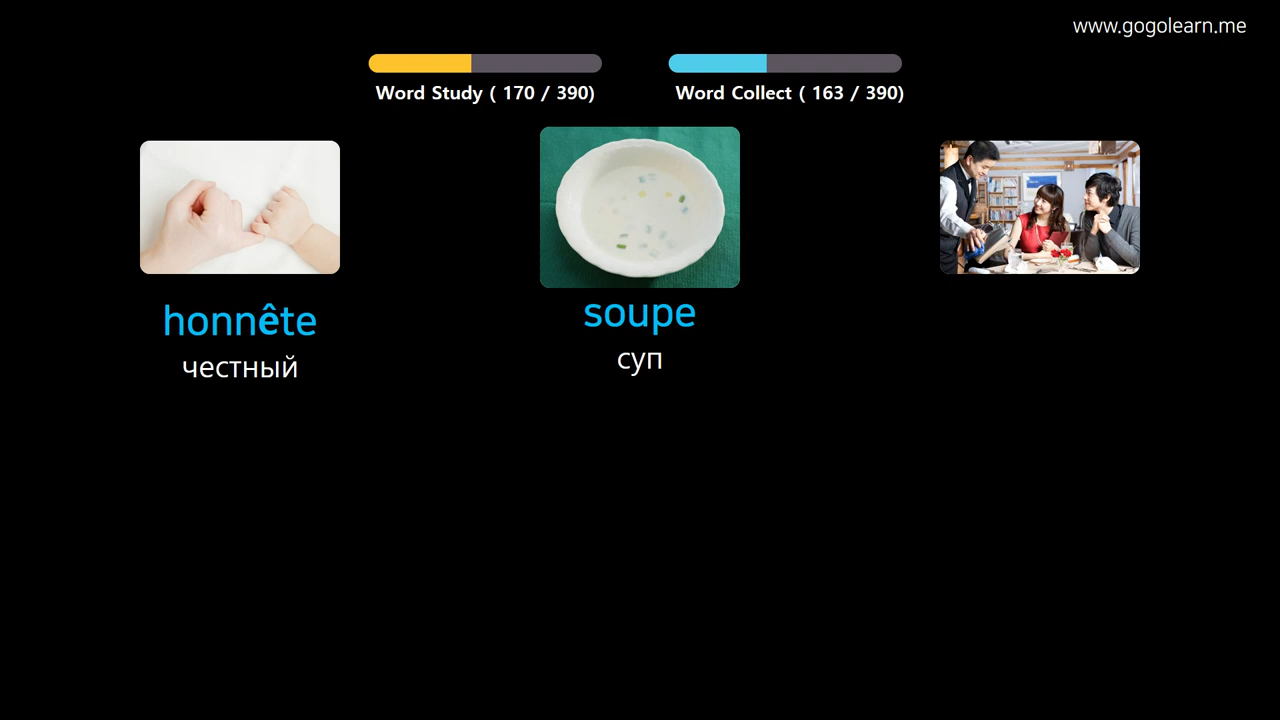 www.gogolearn.me
Word Study ( 170 / 390)
Word Collect ( 163 / 390)
honnête
честный
soupe
суп